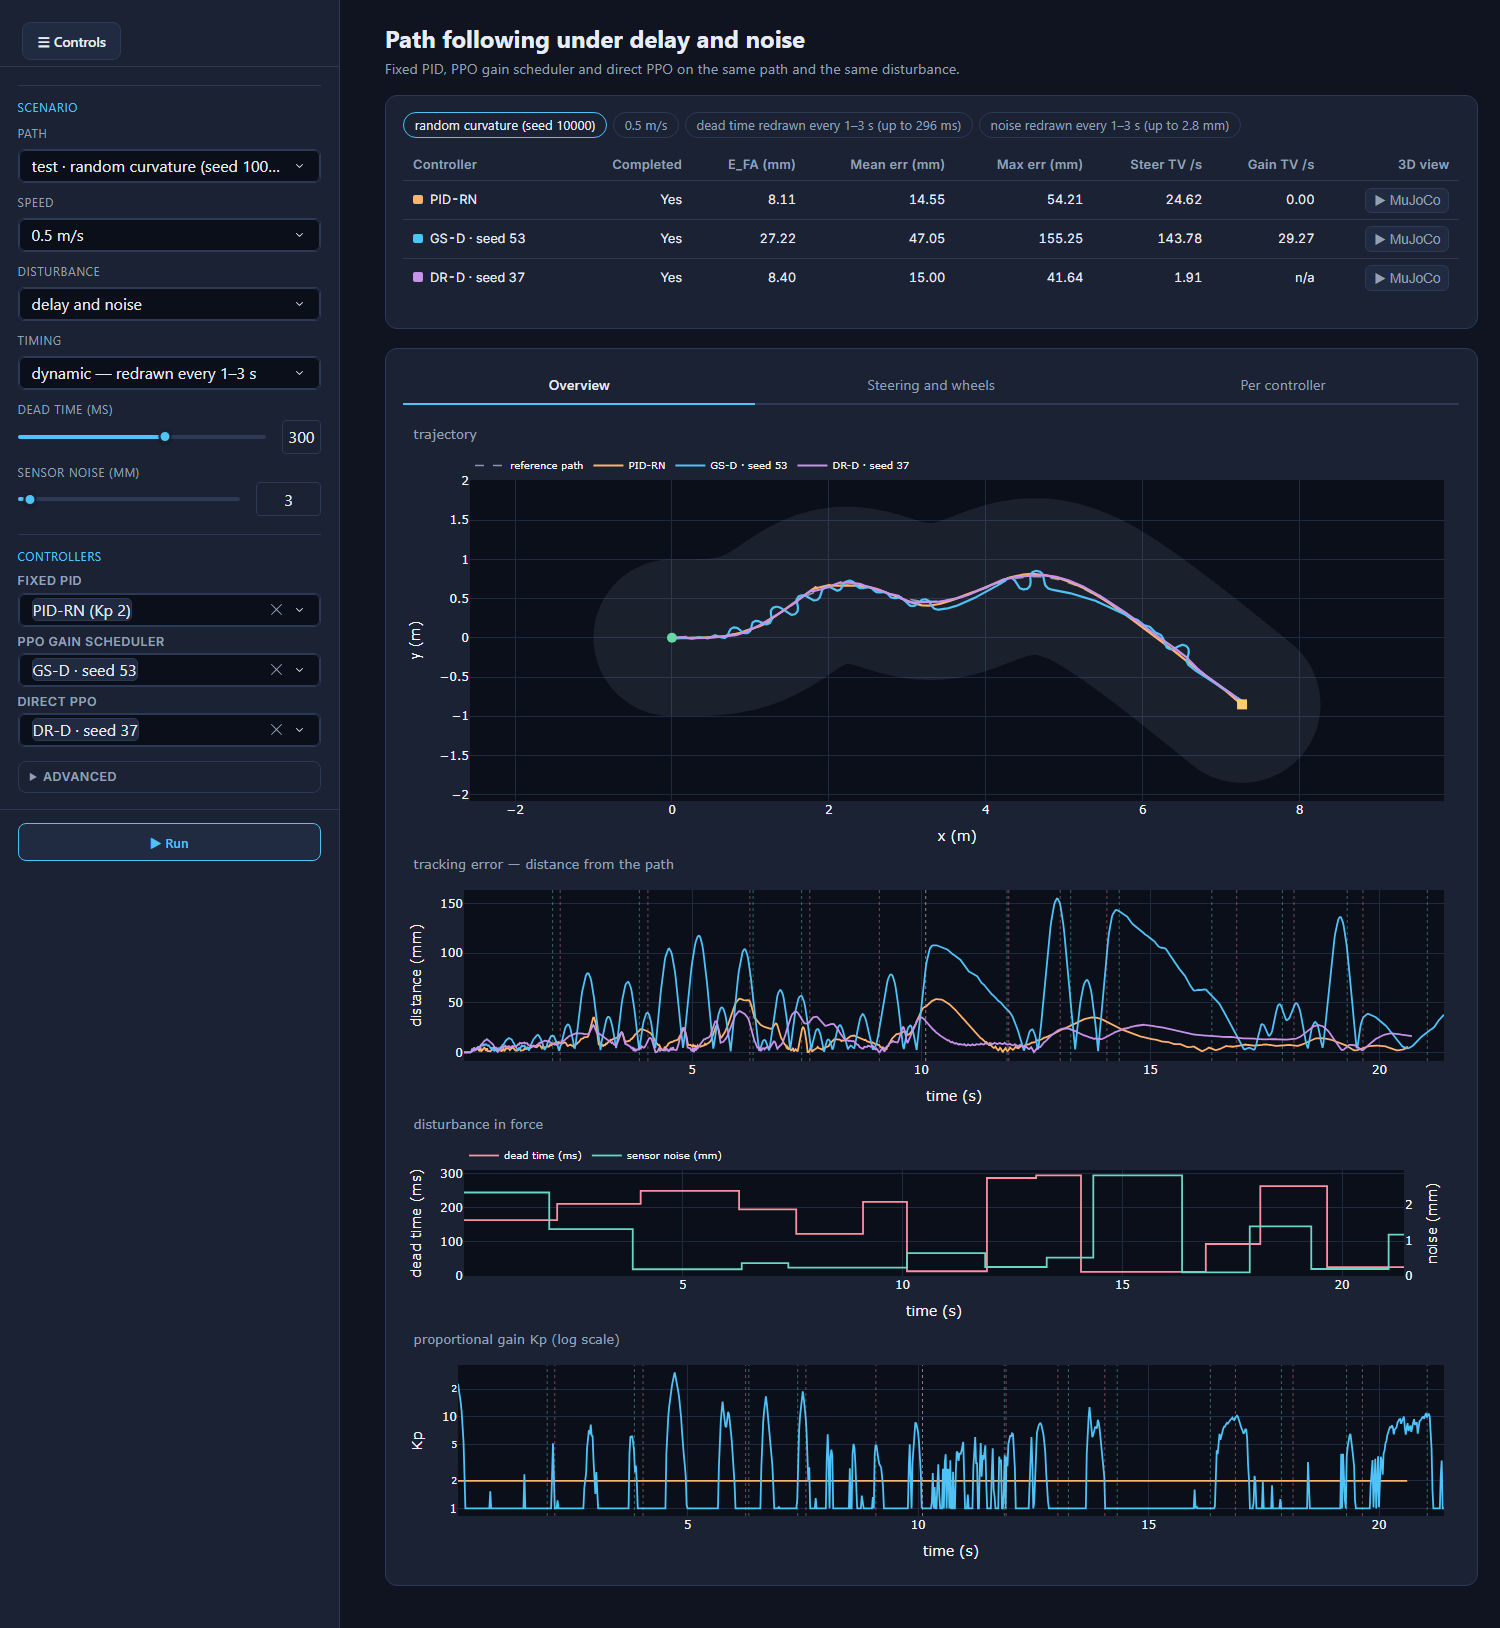 ☰ Controls
SCENARIO
PATH
test · random curvature (seed 100...
SPEED
0.5 m/s
DISTURBANCE
delay and noise
TIMING
dynamic — redrawn every 1–3 s
DEAD TIME (MS)
300
SENSOR NOISE (MM)
3
CONTROLLERS
FIXED PID
PID-RN (Kp 2)
PPO GAIN SCHEDULER
GS-D · seed 53
DIRECT PPO
DR-D · seed 37
▸ ADVANCED
▶ Run
Path following under delay and noise
Fixed PID, PPO gain scheduler and direct PPO on the same path and the same disturbance.
random curvature (seed 10000) 0.5 m/s dead time redrawn every 1–3 s (up to 296 ms) noise redrawn every 1–3 s (up to 2.8 mm)
Controller Completed E_FA (mm) Mean err (mm) Max err (mm) Steer TV /s Gain TV /s 3D view
PID-RN Yes 8.11 14.55 54.21 24.62 0.00 ▶ MuJoCo
GS-D · seed 53 Yes 27.22 47.05 155.25 143.78 29.27 ▶ MuJoCo
DR-D · seed 37 Yes 8.40 15.00 41.64 1.91 n/a ▶ MuJoCo
Overview Steering and wheels Per controller
trajectory
reference path PID-RN GS-D · seed 53 DR-D · seed 37
2
1.5
1
0.5
0
−0.5
−1
−1.5
−2
y (m)
−2 0 2 4 6 8
x (m)
tracking error — distance from the path
150
100
50
0
distance (mm)
5 10 15 20
time (s)
disturbance in force
dead time (ms) sensor noise (mm)
300
200
100
0
dead time (ms)
2
1
0
noise (mm)
5 10 15 20
time (s)
proportional gain Kp (log scale)
2
10
5
2
1
Kp
5 10 15 20
time (s)